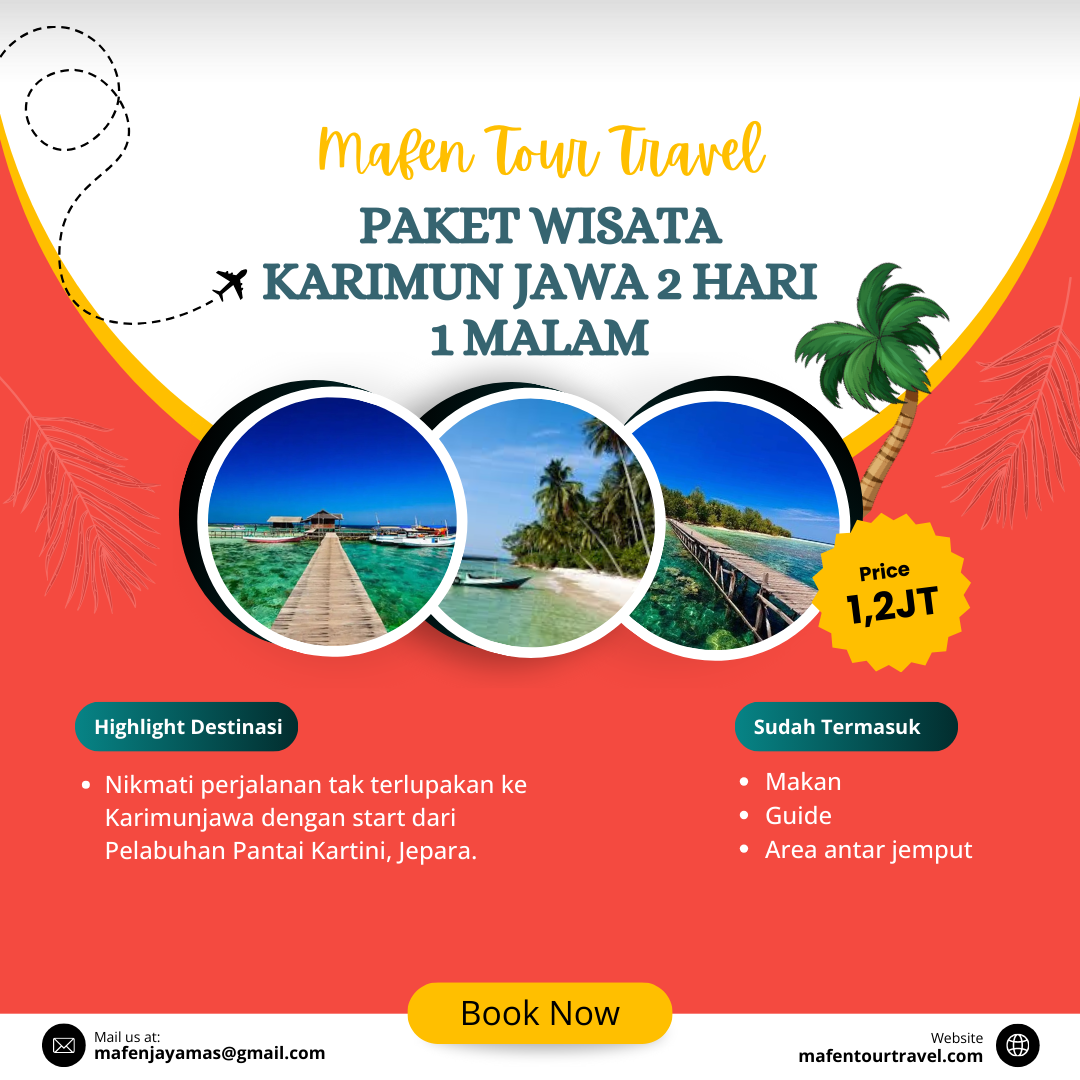 Mafen Tour Travel
PAKET WISATA
KARIMUN JAWA 2 HARI
1 MALAM
Price
1,2JT
Highlight Destinasi
• Nikmati perjalanan tak terlupakan ke
Karimunjawa dengan start dari
Pelabuhan Pantai Kartini, Jepara.
Sudah Termasuk
• Makan
• Guide
• Area antar jemput
Book Now
Mail us at:
mafenjayamas@gmail.com
Website
mafentourtravel.com